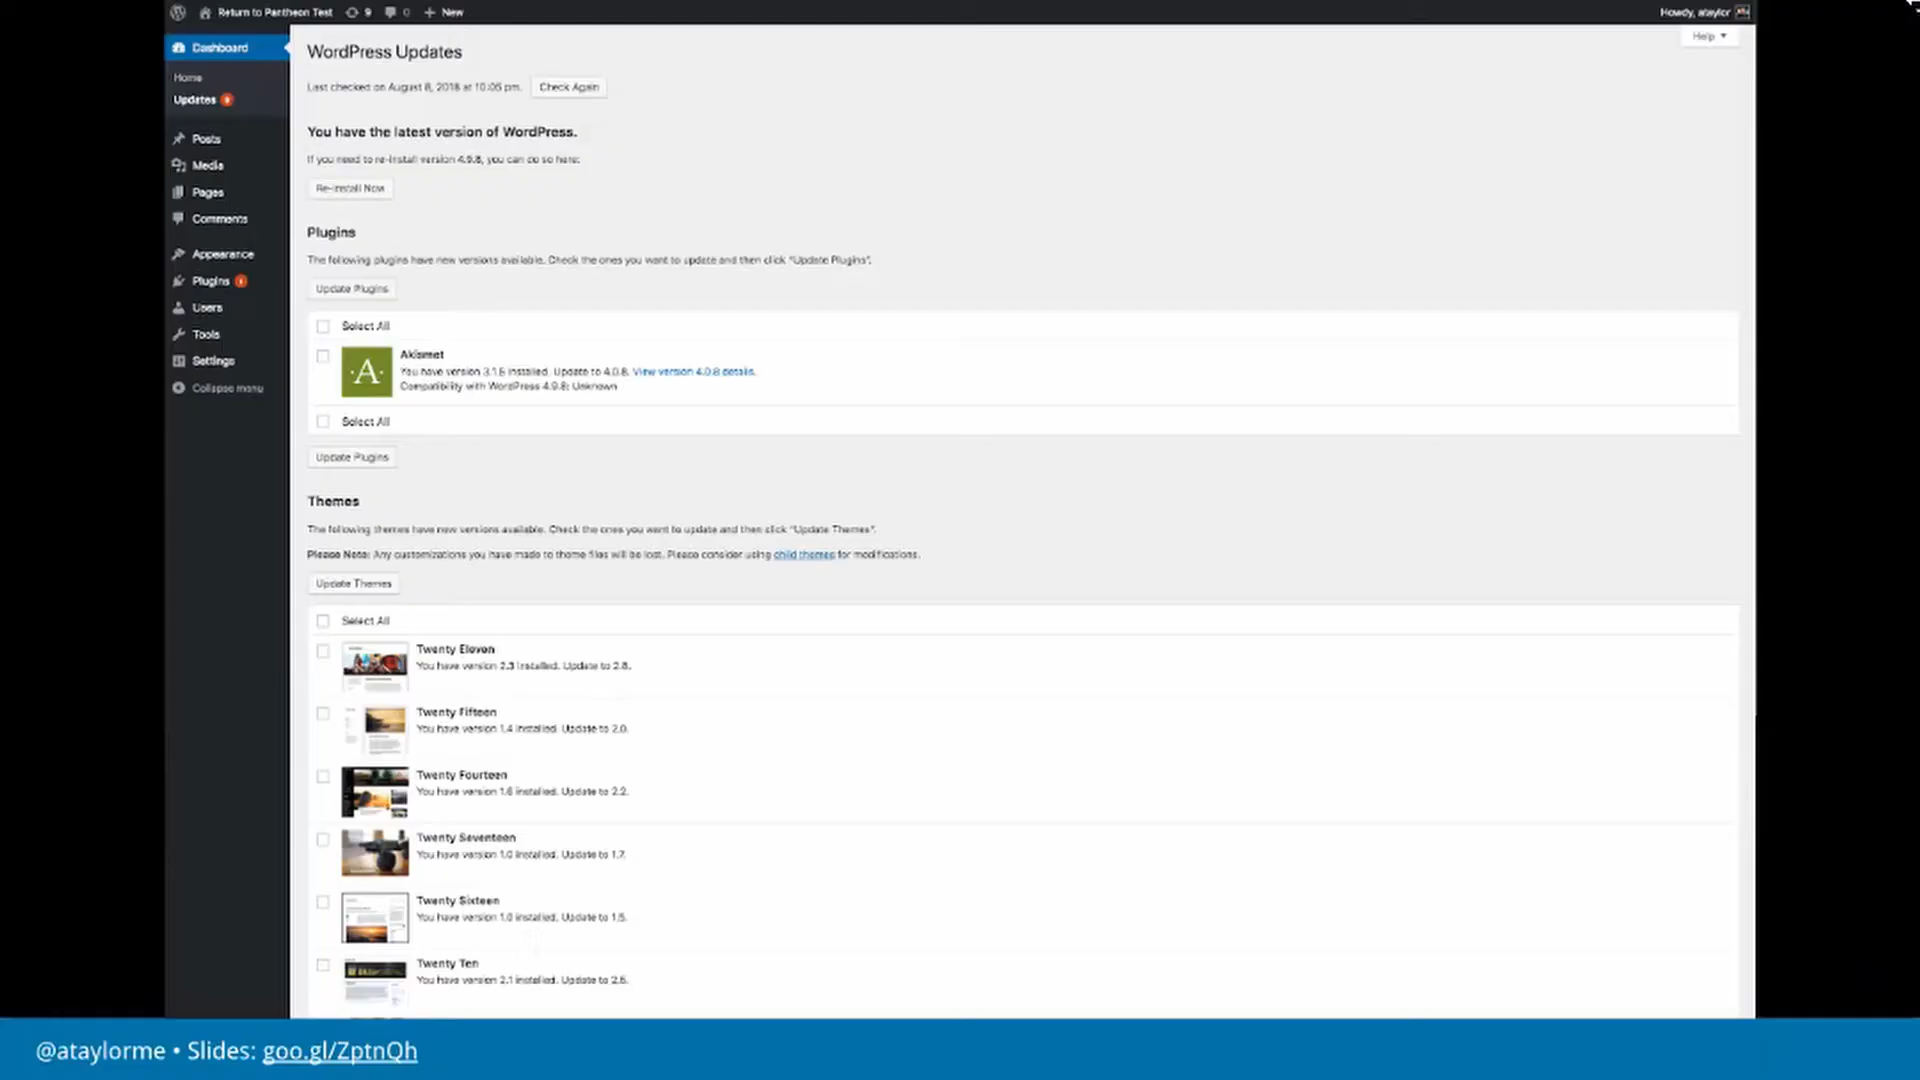 Return to Pantheon Test 9 0 New
Howdy, ataylor
Help
Dashboard
Home
Updates 9
Posts
Media
Pages
Comments
Appearance
Plugins 1
Users
Tools
Settings
Collapse menu
WordPress Updates
Last checked on August 8, 2018 at 10:05 pm. Check Again
You have the latest version of WordPress.
If you need to re-install version 4.9.8, you can do so here:
Re-install Now
Plugins
The following plugins have new versions available. Check the ones you want to update and then click "Update Plugins".
Update Plugins
Select All
Akismet
You have version 3.1.5 installed. Update to 4.0.8. View version 4.0.8 details.
Compatibility with WordPress 4.9.8: Unknown
Select All
Update Plugins
Themes
The following themes have new versions available. Check the ones you want to update and then click "Update Themes".
Please Note: Any customizations you have made to theme files will be lost. Please consider using child themes for modifications.
Update Themes
Select All
Twenty Eleven
You have version 2.3 installed. Update to 2.8.
Twenty Fifteen
You have version 1.4 installed. Update to 2.0.
Twenty Fourteen
You have version 1.6 installed. Update to 2.2.
Twenty Seventeen
You have version 1.0 installed. Update to 1.7.
Twenty Sixteen
You have version 1.0 installed. Update to 1.5.
Twenty Ten
You have version 2.1 installed. Update to 2.5.
@ataylorme • Slides: goo.gl/ZptnQh